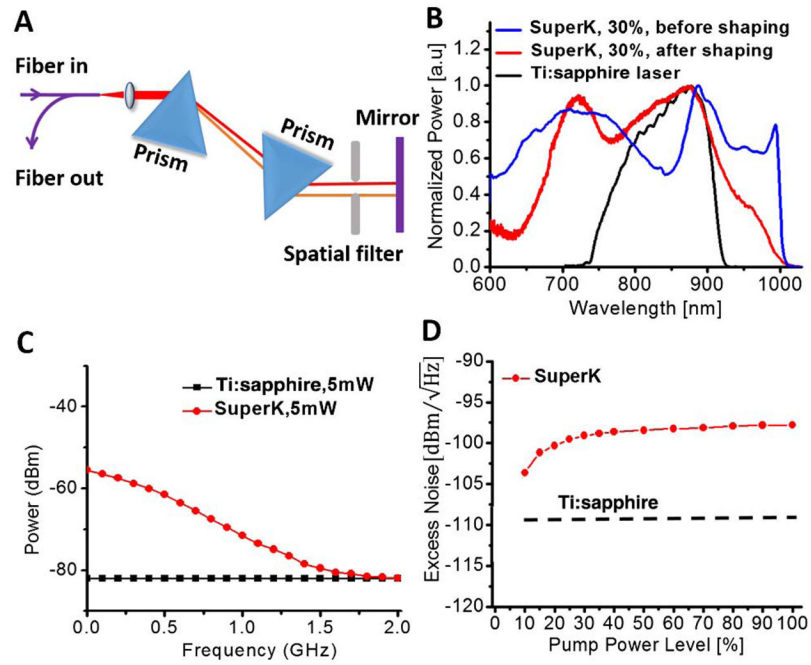 A
Fiber in
Fiber out
Prism
Prism
Mirror
Spatial filter
B
SuperK, 30%, before shaping
SuperK, 30%, after shaping
Ti:sapphire laser
Normalized Power [a.u]
1.2
1.0
0.8
0.6
0.4
0.2
0.0
600 700 800 900 1000
Wavelength [nm]
C
Ti:sapphire,5mW
SuperK,5mW
Power (dBm)
-40
-60
-80
0.0 0.5 1.0 1.5 2.0
Frequency (GHz)
D
SuperK
Ti:sapphire
Excess Noise[dBm/√Hz]
-90
-95
-100
-105
-110
-115
-120
0 10 20 30 40 50 60 70 80 90 100
Pump Power Level [%]